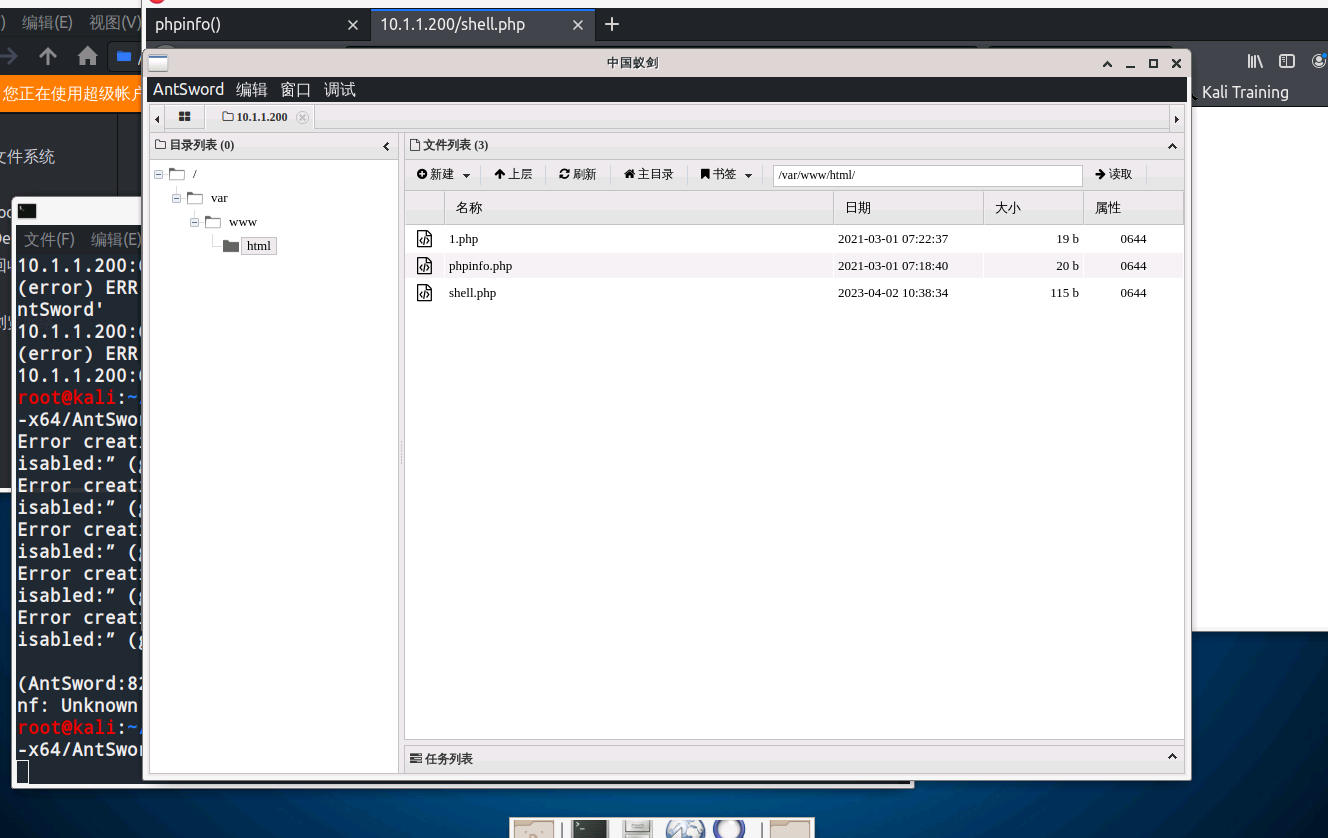 ) 编辑(E) 视图(V)
phpinfo()
10.1.1.200/shell.php
中国蚁剑
AntSword 编辑 窗口 调试
Kali Training
您正在使用超级帐户
文件系统
10.1.1.200
目录列表 (0)
/
var
www
html
文件列表 (3)
新建 上层 刷新 主目录 书签 /var/www/html/ 读取
名称 日期 大小 属性
1.php 2021-03-01 07:22:37 19 b 0644
phpinfo.php 2021-03-01 07:18:40 20 b 0644
shell.php 2023-04-02 10:38:34 115 b 0644
任务列表
文件(F) 编辑(E)
10.1.1.200:
(error) ERR
ntSword'
10.1.1.200:
(error) ERR
10.1.1.200:
root@kali:~
-x64/AntSwo
Error creat
isabled:” (
Error creat
isabled:” (
Error creat
isabled:” (
Error creat
isabled:” (
Error creat
isabled:” (
(AntSword:82
nf: Unknown
root@kali:~
-x64/AntSwo